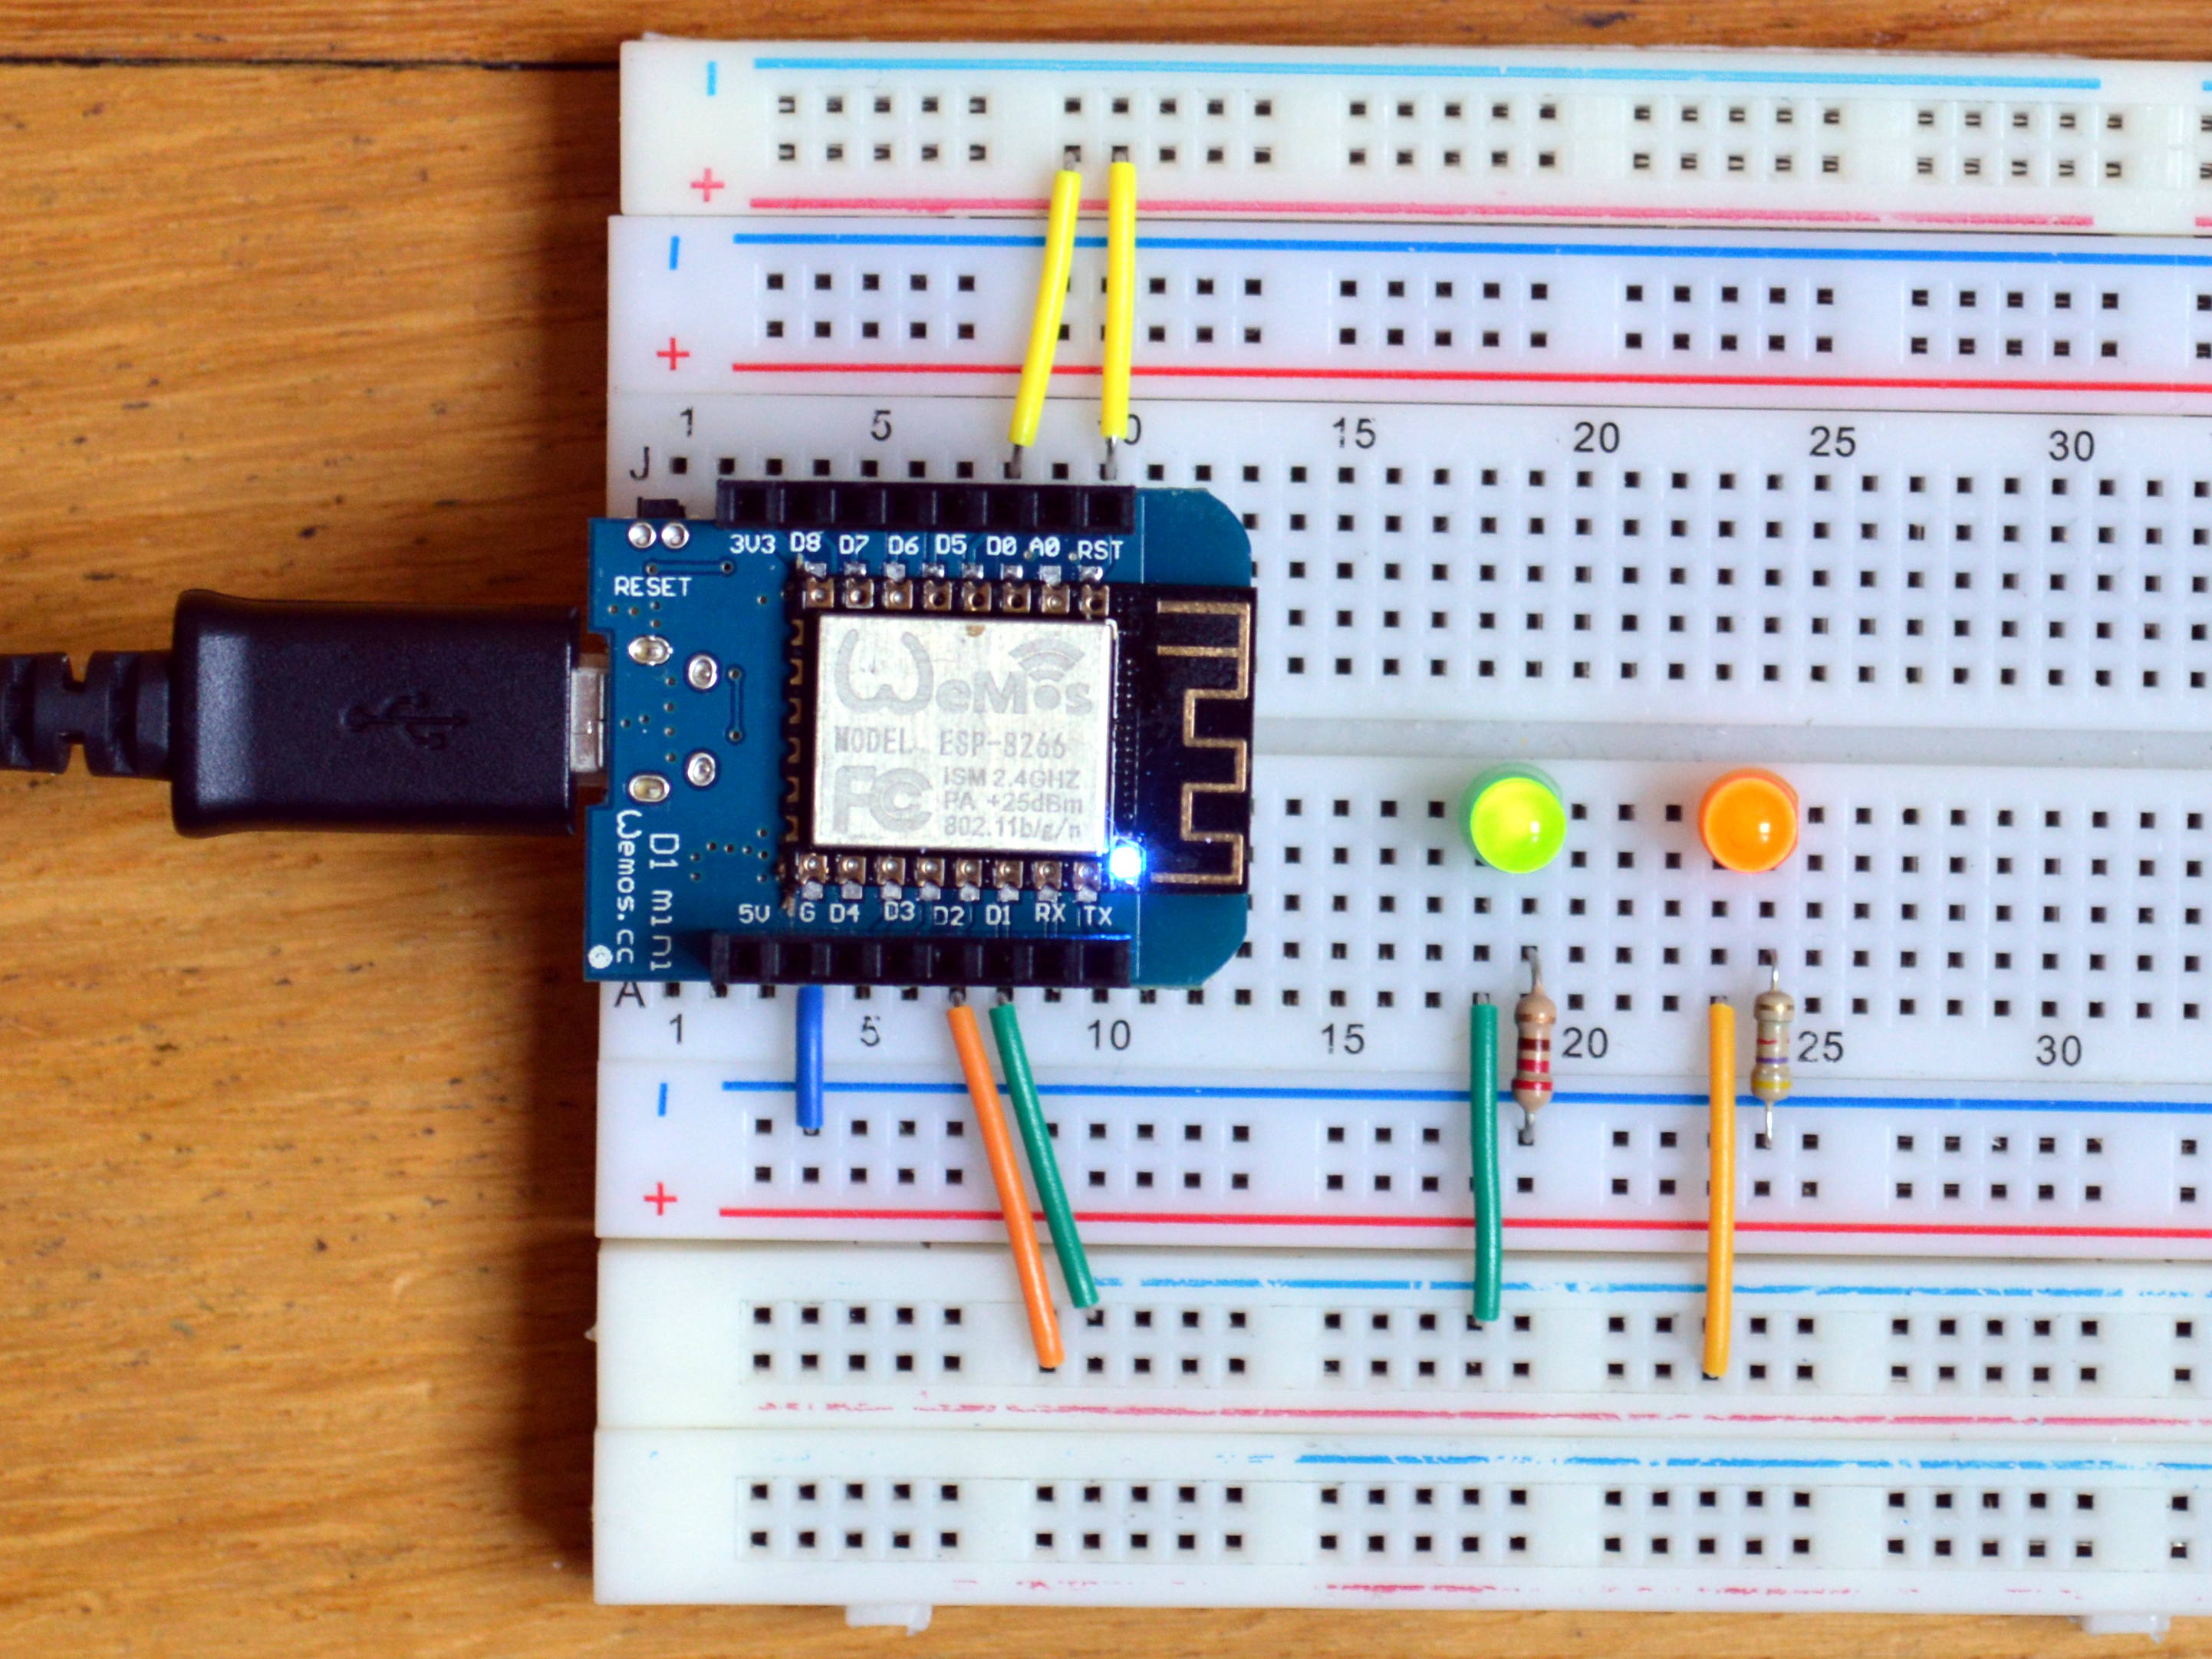 −
+
−
+
1 5 10 15 20 25 30
J
3V3 D8 D7 D6 D5 D0 A0 RST
RESET
WeMos
MODEL ESP-8266
FC ISM 2.4GHZ
PA +25dBm
802.11b/g/n
D1 mini
Wemos.cc
5V G D4 D3 D2 D1 RX TX
A
1 5 10 15 20 25 30
−
+